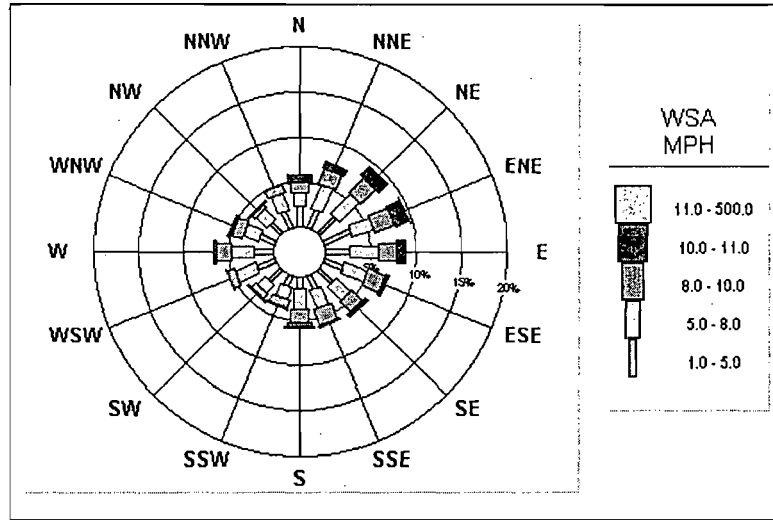 N
NNW
NNE
NW
NE
WNW
ENE
W
E
10%
15%
20%
WSW
ESE
SW
SE
SSW
SSE
S
WSA
MPH
11.0 - 500.0
10.0 - 11.0
8.0 - 10.0
5.0 - 8.0
1.0 - 5.0